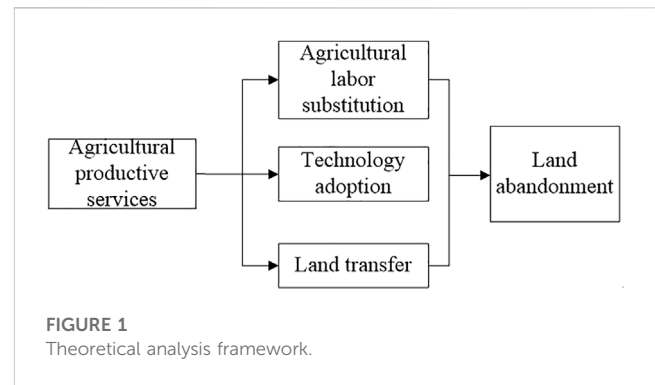 Agricultural
labor
substitution
Agricultural
productive
services
Technology
adoption
Land
abandonment
Land transfer
FIGURE 1
Theoretical analysis framework.